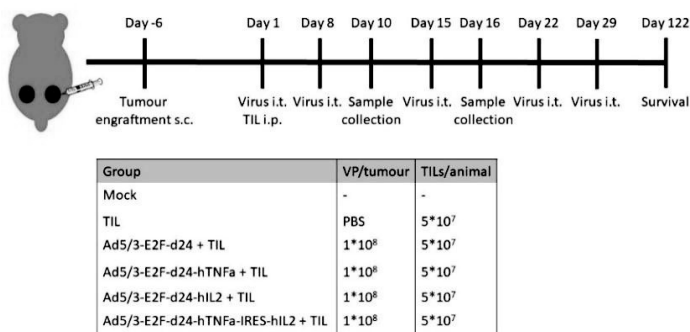 Day -6 Day 1 Day 8 Day 10 Day 15 Day 16 Day 22 Day 29 Day 122
Tumour Virus i.t. Virus i.t. Sample Virus i.t. Sample Virus i.t. Virus i.t. Survival
engraftment s.c. TIL i.p. collection collection
Group VP/tumour TILs/animal
Mock - -
TIL PBS 5*10⁷
Ad5/3-E2F-d24 + TIL 1*10⁸ 5*10⁷
Ad5/3-E2F-d24-hTNFa + TIL 1*10⁸ 5*10⁷
Ad5/3-E2F-d24-hIL2 + TIL 1*10⁸ 5*10⁷
Ad5/3-E2F-d24-hTNFa-IRES-hIL2 + TIL 1*10⁸ 5*10⁷